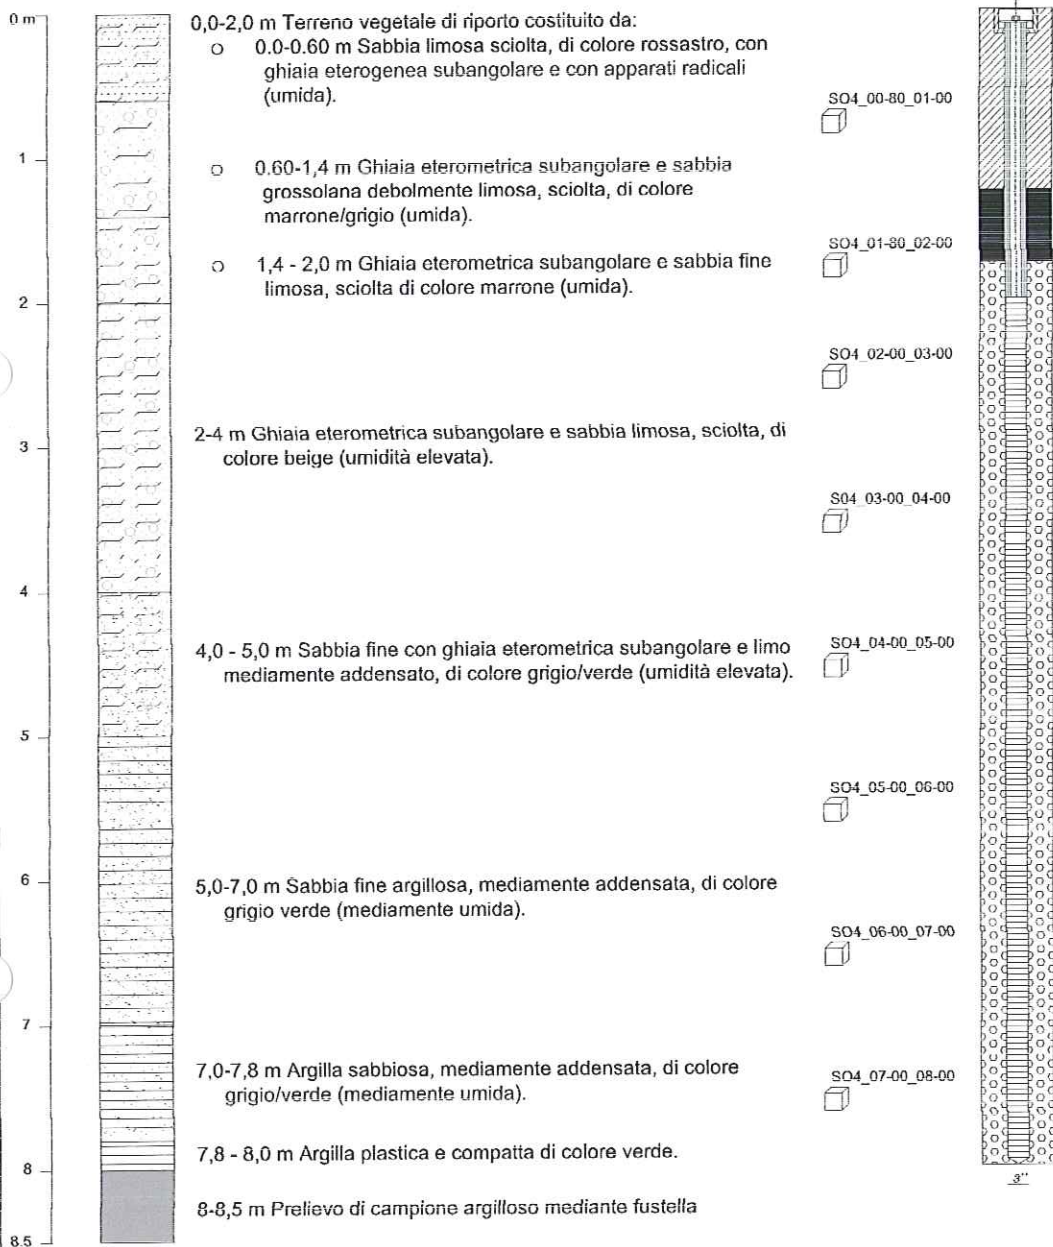 0 m
0,0-2,0 m Terreno vegetale di riporto costituito da:
o 0.0-0.60 m Sabbia limosa sciolta, di colore rossastro, con
ghiaia eterogenea subangolare e con apparati radicali
(umida).
SO4_00-80_01-00
1
o 0.60-1,4 m Ghiaia eterometrica subangolare e sabbia
grossolana debolmente limosa, sciolta, di colore
marrone/grigio (umida).
SO4_01-80_02-00
o 1,4 - 2,0 m Ghiaia eterometrica subangolare e sabbia fine
limosa, sciolta di colore marrone (umida).
2
SO4_02-00_03-00
2-4 m Ghiaia eterometrica subangolare e sabbia limosa, sciolta, di
colore beige (umidità elevata).
3
S04_03-00_04-00
4
4,0 - 5,0 m Sabbia fine con ghiaia eterometrica subangolare e limo
mediamente addensato, di colore grigio/verde (umidità elevata).
SO4_04-00_05-00
5
SO4_05-00_06-00
6
5,0-7,0 m Sabbia fine argillosa, mediamente addensata, di colore
grigio verde (mediamente umida).
SO4_06-00_07-00
7
7,0-7,8 m Argilla sabbiosa, mediamente addensata, di colore
grigio/verde (mediamente umida).
SO4_07-00_08-00
7,8 - 8,0 m Argilla plastica e compatta di colore verde.
8
3"
8-8,5 m Prelievo di campione argilloso mediante fustella
8.5